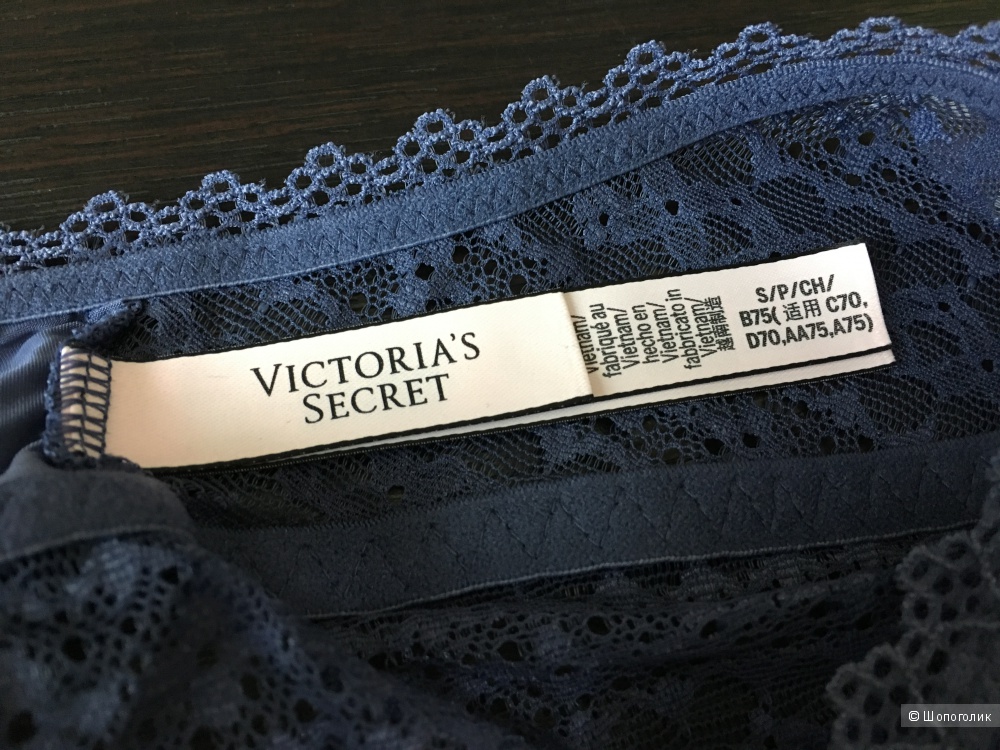 VICTORIA'S
SECRET
Vietnam/
fabriqué au
Vietnam/
hecho en
Vietnam/
fabbricato in
Vietnam/
越南制造
S/P/CH/
B75(适用 C70,
D70,AA75,A75)
© Шопоголик